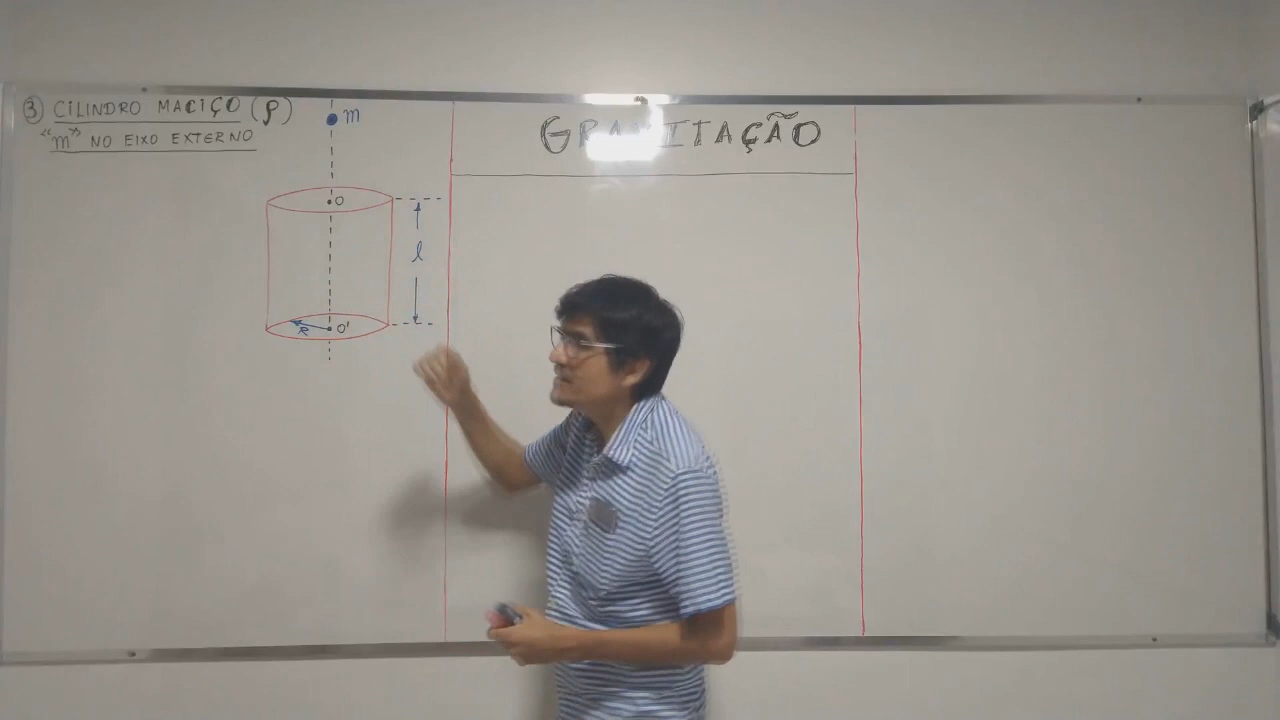 ③ CILINDRO MACIÇO (ρ)
"m" NO EIXO EXTERNO
m
GRAVITAÇÃO
O
l
R
O'